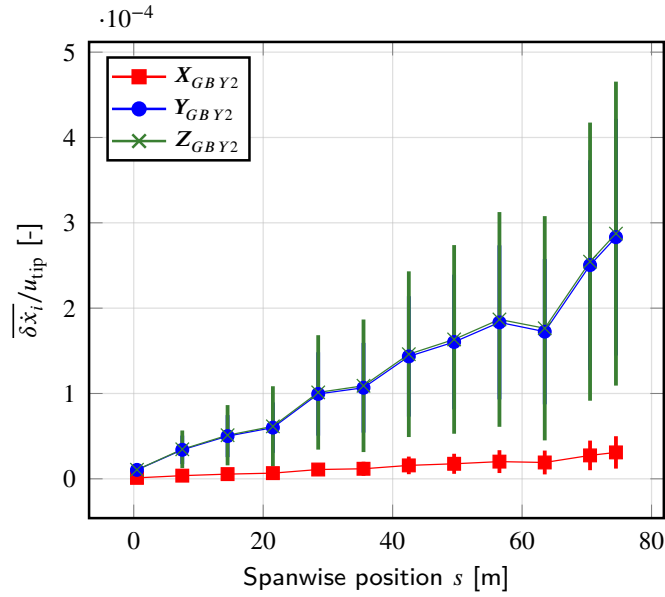 ·10⁻⁴
5
4
3
2
1
0
0 20 40 60 80
X_GBY2
Y_GBY2
Z_GBY2
\overline{δẋ_i}/u_tip [-]
Spanwise position s [m]